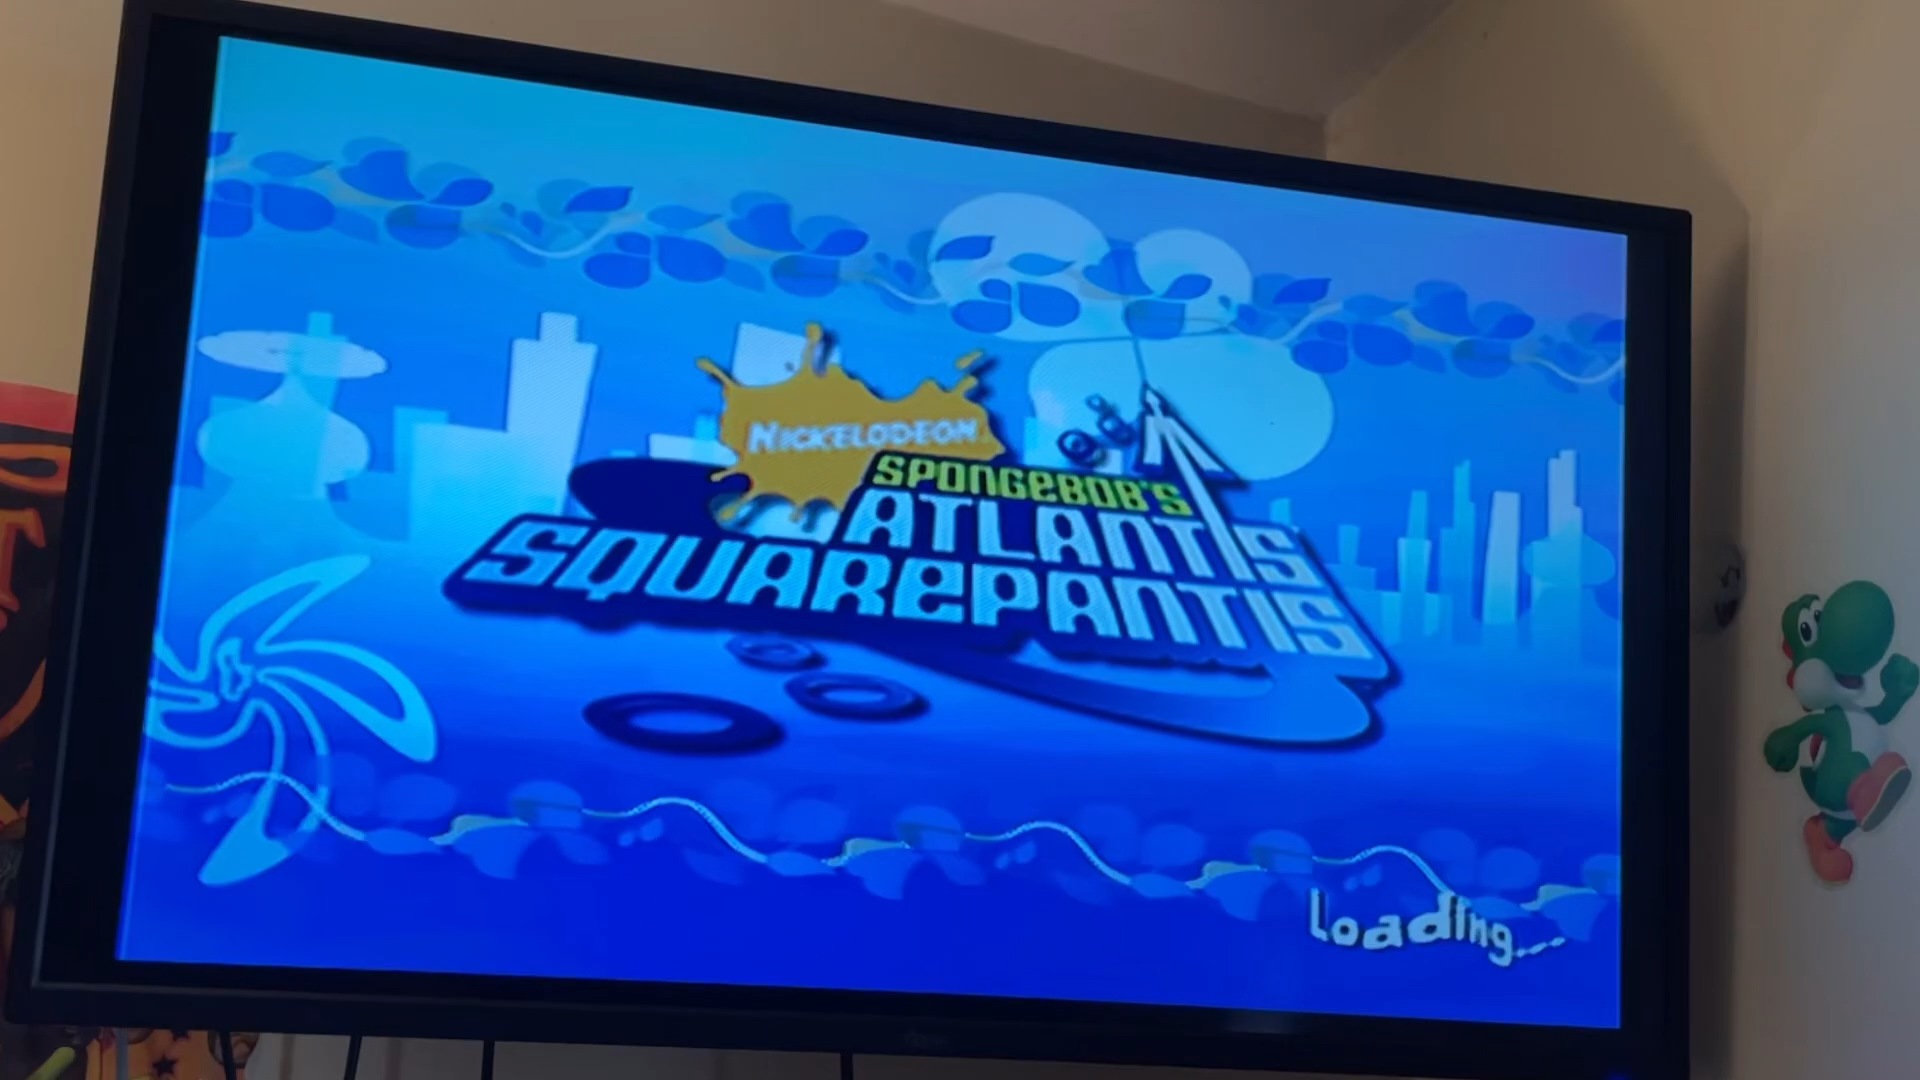 NICKELODEON
SPONGEBOB'S
ATLANTIS
SQUAREPANTIS
Loading...